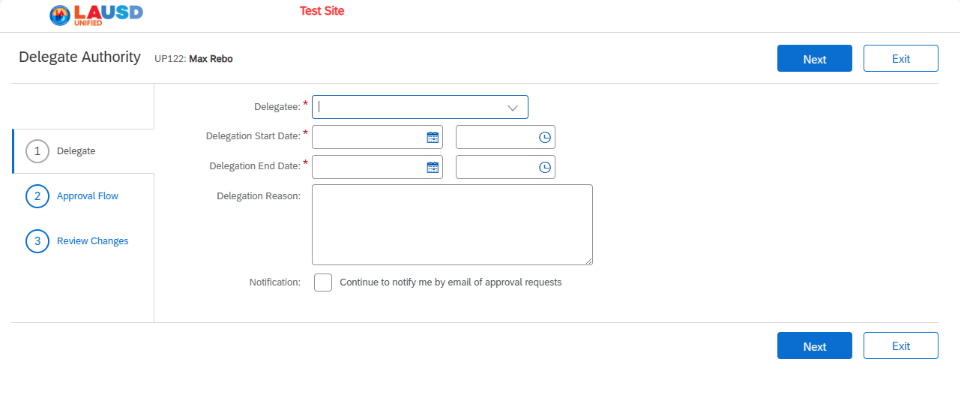 LAUSD
UNIFIED
Test Site
Delegate Authority UP122: Max Rebo
Next Exit
Delegatee: *
Delegation Start Date: *
Delegation End Date: *
Delegation Reason:
Notification: Continue to notify me by email of approval requests
1 Delegate
2 Approval Flow
3 Review Changes
Next Exit